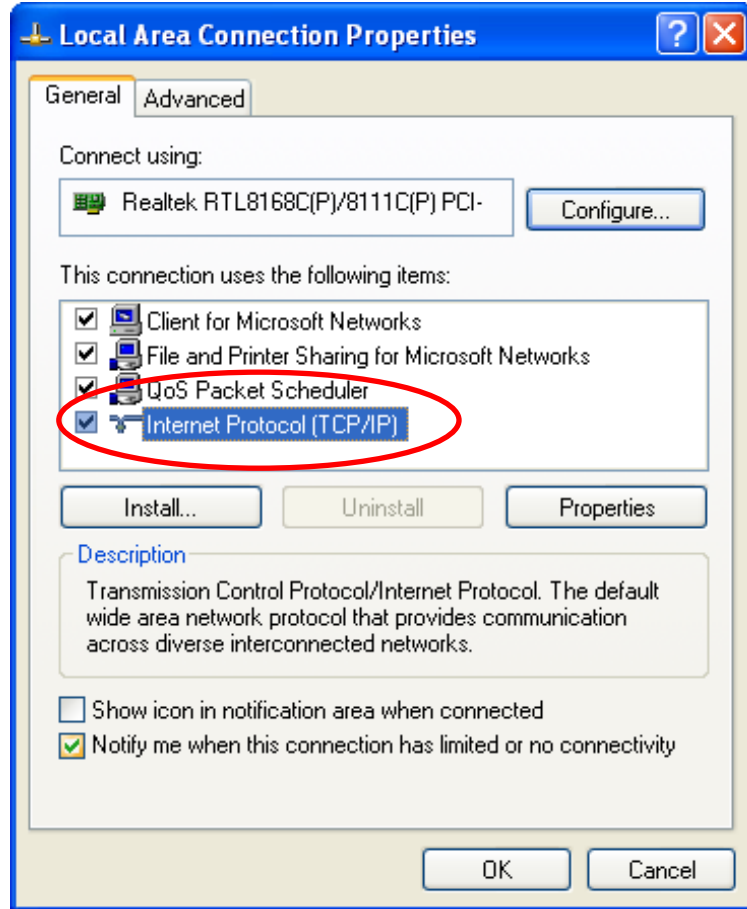 Local Area Connection Properties
General Advanced
Connect using:
Realtek RTL8168C(P)/8111C(P) PCI- Configure...
This connection uses the following items:
Client for Microsoft Networks
File and Printer Sharing for Microsoft Networks
QoS Packet Scheduler
Internet Protocol (TCP/IP)
Install... Uninstall Properties
Description
Transmission Control Protocol/Internet Protocol. The default
wide area network protocol that provides communication
across diverse interconnected networks.
Show icon in notification area when connected
Notify me when this connection has limited or no connectivity
OK Cancel